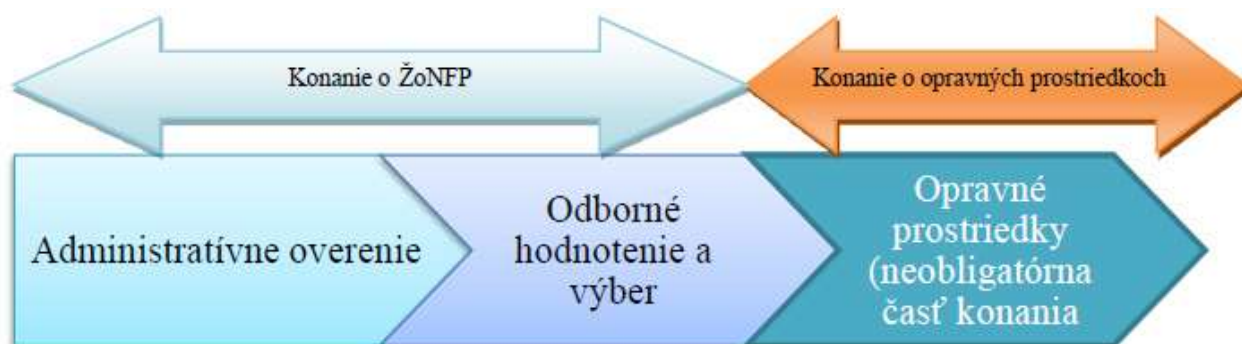 Konanie o ŽoNFP
Konanie o opravných prostriedkoch
Administratívne overenie
Odborné
hodnotenie a
výber
Opravné
prostriedky
(neobligatórna
časť konania